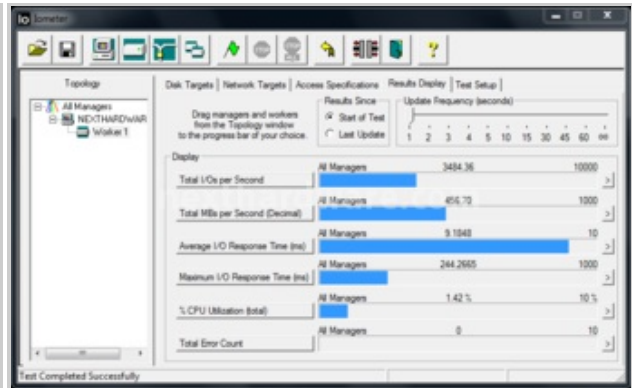 Iometer
Topology
All Managers
NEXTHARDWAR
Worker 1
Disk Targets
Network Targets
Access Specifications
Results Display
Test Setup
Drag managers and workers
from the Topology window
to the progress bar of your choice.
Results Since
Start of Test
Last Update
Update Frequency (seconds)
1 2 3 4 5 10 15 30 45 60 ∞
Display
All Managers 3484.36 10000
Total I/Os per Second
All Managers 456.70 1000
Total MBs per Second (Decimal)
All Managers 9.1848 10
Average I/O Response Time (ms)
All Managers 244.2665 1000
Maximum I/O Response Time (ms)
All Managers 1.42 % 10 %
% CPU Utilization (total)
All Managers 0 10
Total Error Count
Test Completed Successfully